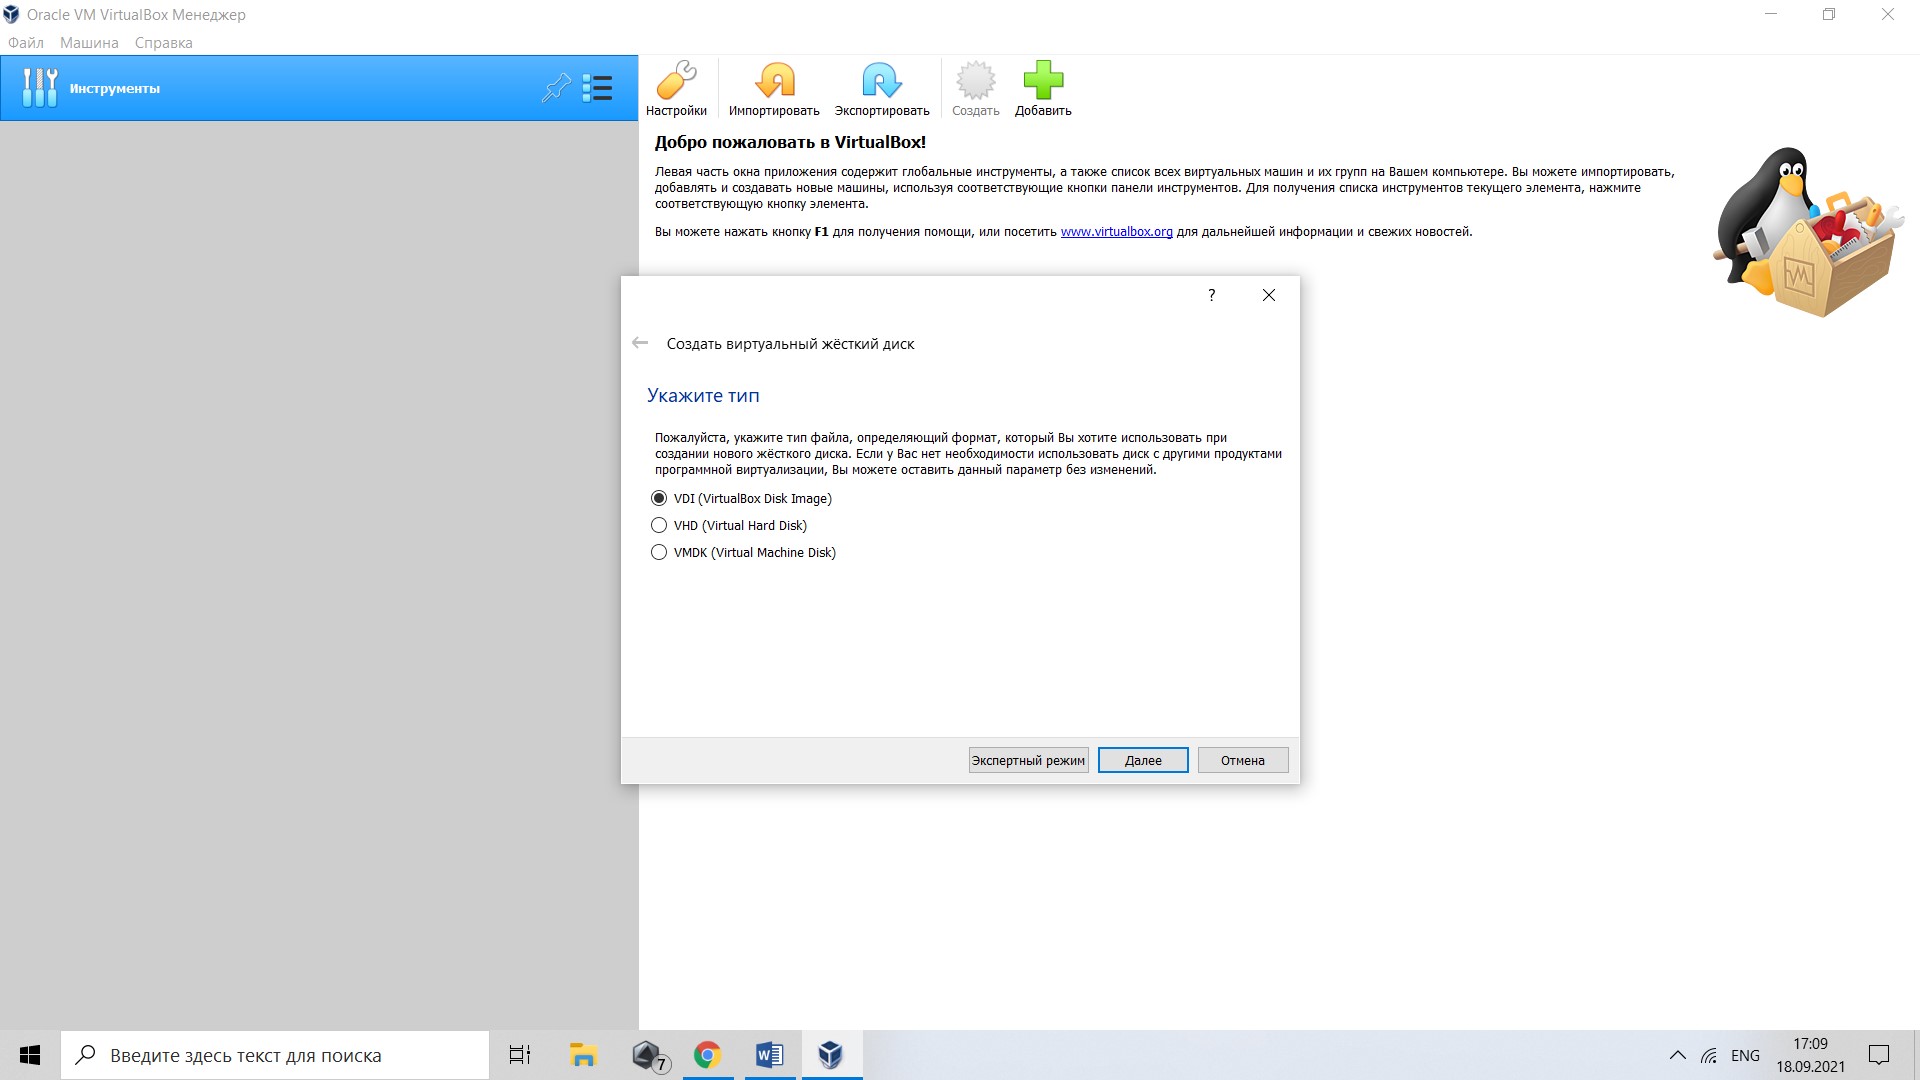 Oracle VM VirtualBox Менеджер
Файл Машина Справка
Инструменты
Настройки Импортировать Экспортировать Создать Добавить
Добро пожаловать в VirtualBox!
Левая часть окна приложения содержит глобальные инструменты, а также список всех виртуальных машин и их групп на Вашем компьютере. Вы можете импортировать,
добавлять и создавать новые машины, используя соответствующие кнопки панели инструментов. Для получения списка инструментов текущего элемента, нажмите
соответствующую кнопку элемента.
Вы можете нажать кнопку F1 для получения помощи, или посетить www.virtualbox.org для дальнейшей информации и свежих новостей.
?
Создать виртуальный жёсткий диск
Укажите тип
Пожалуйста, укажите тип файла, определяющий формат, который Вы хотите использовать при
создании нового жёсткого диска. Если у Вас нет необходимости использовать диск с другими продуктами
программной виртуализации, Вы можете оставить данный параметр без изменений.
VDI (VirtualBox Disk Image)
VHD (Virtual Hard Disk)
VMDK (Virtual Machine Disk)
Экспертный режим Далее Отмена
Введите здесь текст для поиска
7
ENG
17:09
18.09.2021